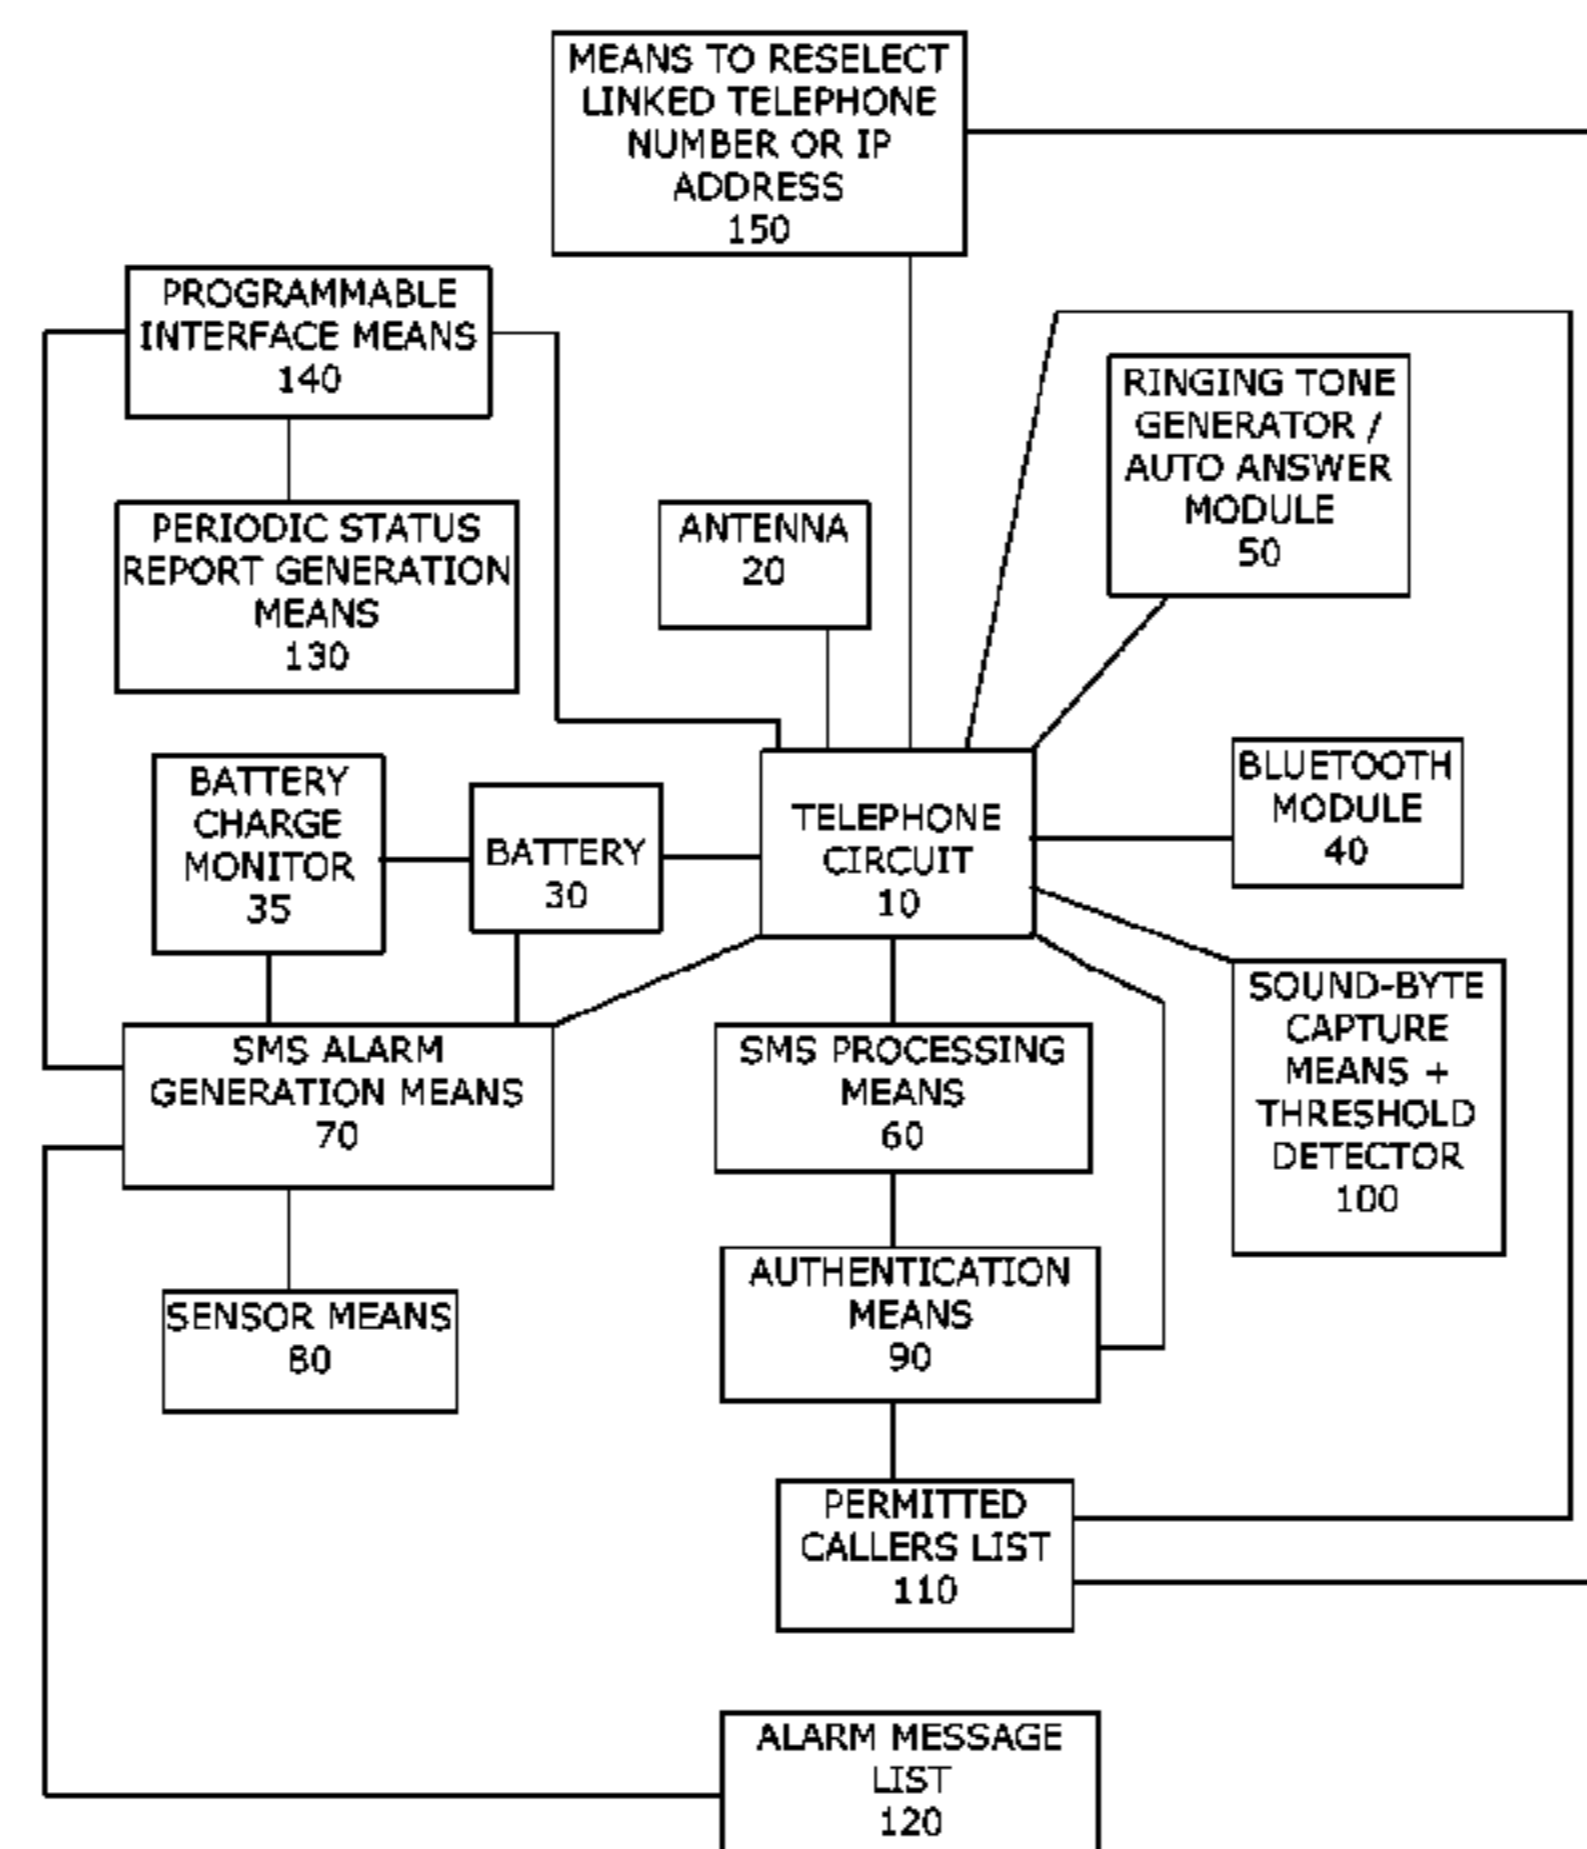 MEANS TO RESELECT
LINKED TELEPHONE
NUMBER OR IP
ADDRESS
150
PROGRAMMABLE
INTERFACE MEANS
140
RINGING TONE
GENERATOR /
AUTO ANSWER
MODULE
50
PERIODIC STATUS
REPORT GENERATION
MEANS
130
ANTENNA
20
BATTERY
CHARGE
MONITOR
35
BATTERY
30
TELEPHONE
CIRCUIT
10
BLUETOOTH
MODULE
40
SOUND-BYTE
CAPTURE
MEANS +
THRESHOLD
DETECTOR
100
SMS ALARM
GENERATION MEANS
70
SMS PROCESSING
MEANS
60
SENSOR MEANS
80
AUTHENTICATION
MEANS
90
PERMITTED
CALLERS LIST
110
ALARM MESSAGE
LIST
120